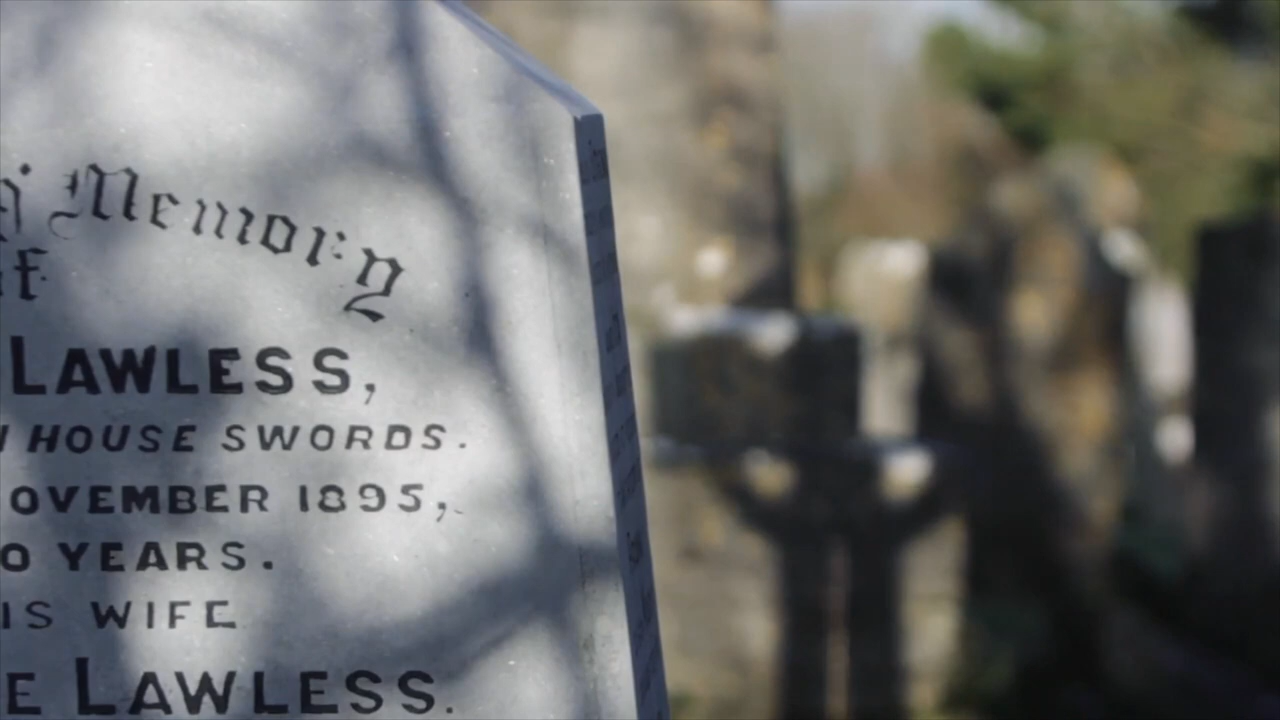 Memory
LAWLESS,
HOUSE SWORDS.
OVEMBER 1895,
O YEARS.
IS WIFE
E LAWLESS.